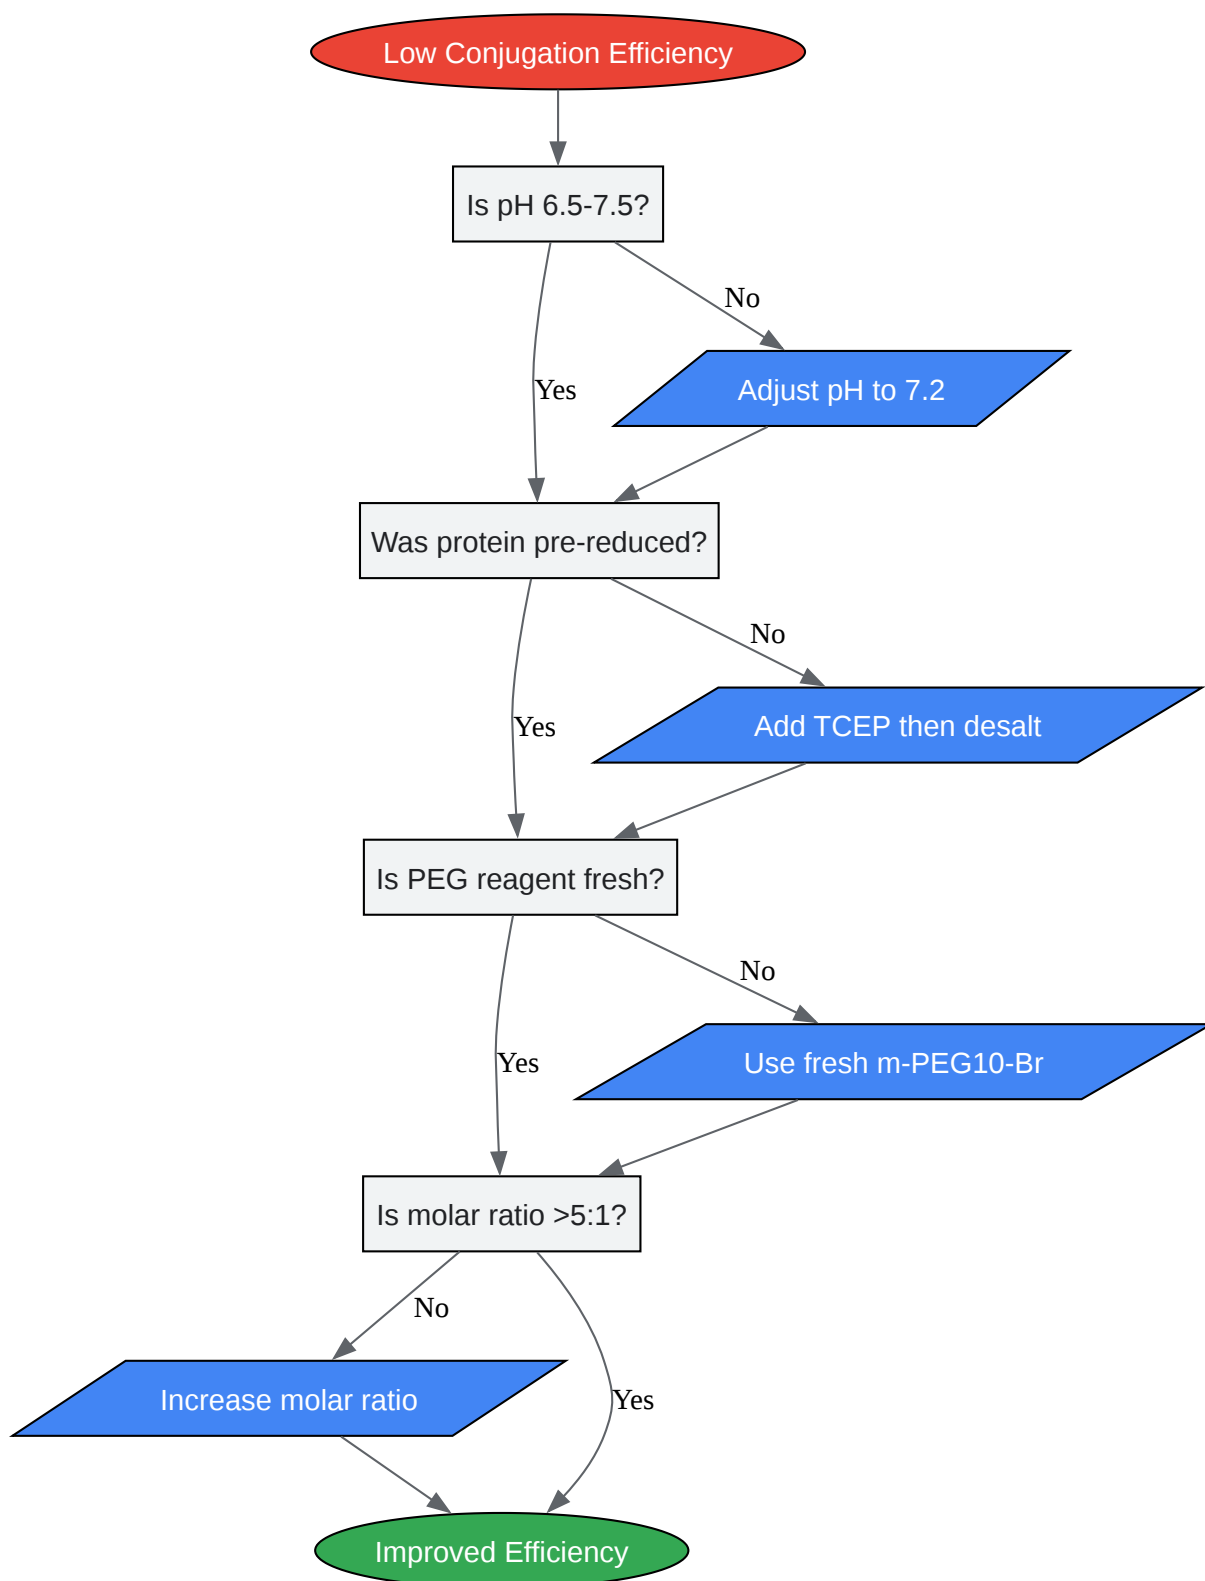 Low Conjugation Efficiency
Is pH 6.5-7.5?
No
Yes
Adjust pH to 7.2
Was protein pre-reduced?
No
Yes
Add TCEP then desalt
Is PEG reagent fresh?
No
Yes
Use fresh m-PEG10-Br
Is molar ratio >5:1?
No
Increase molar ratio
Yes
Improved Efficiency